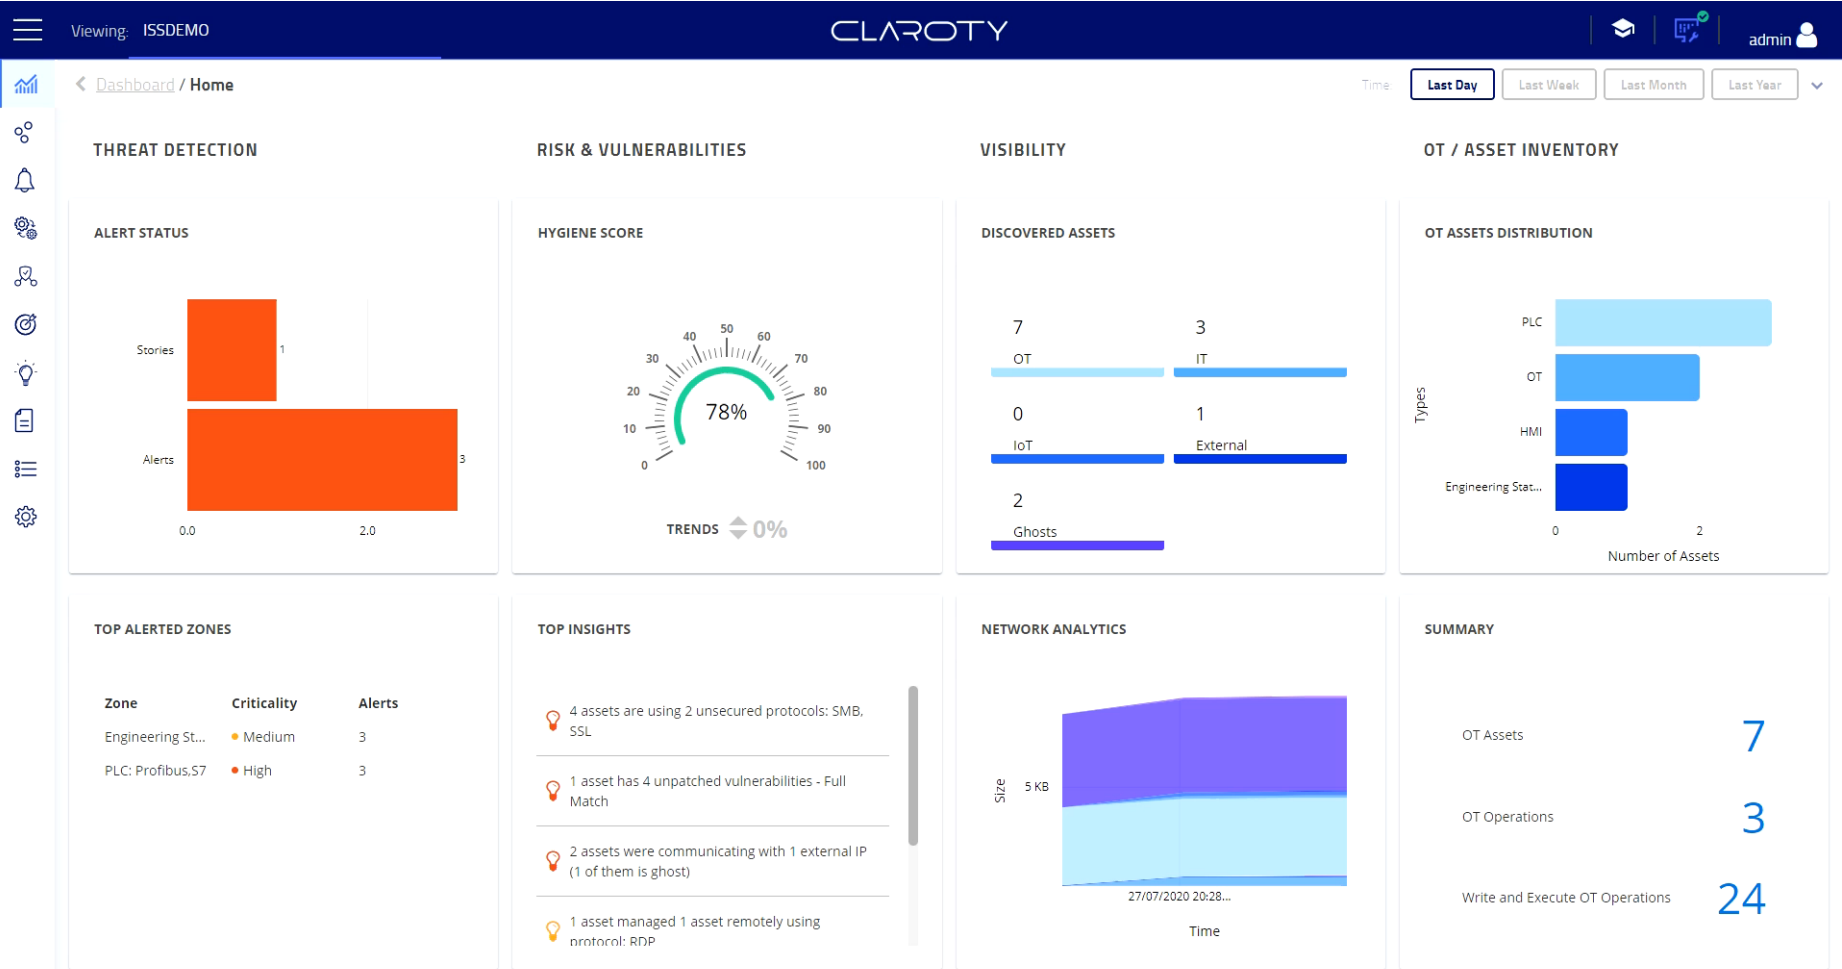 Viewing: ISSDEMO
CLAROTY
admin
Dashboard / Home
Time:
Last Day
Last Week
Last Month
Last Year
THREAT DETECTION
RISK & VULNERABILITIES
VISIBILITY
OT / ASSET INVENTORY
ALERT STATUS
Stories
1
Alerts
3
0.0
2.0
HYGIENE SCORE
0
10
20
30
40
50
60
70
80
90
100
78%
TRENDS 0%
DISCOVERED ASSETS
7
OT
3
IT
0
IoT
1
External
2
Ghosts
OT ASSETS DISTRIBUTION
Types
PLC
OT
HMI
Engineering Stat...
0
2
Number of Assets
TOP ALERTED ZONES
Zone Criticality Alerts
Engineering St... Medium 3
PLC: Profibus,S7 High 3
TOP INSIGHTS
4 assets are using 2 unsecured protocols: SMB,
SSL
1 asset has 4 unpatched vulnerabilities - Full
Match
2 assets were communicating with 1 external IP
(1 of them is ghost)
1 asset managed 1 asset remotely using
protocol: RDP
NETWORK ANALYTICS
Size
5 KB
27/07/2020 20:28...
Time
SUMMARY
OT Assets 7
OT Operations 3
Write and Execute OT Operations 24